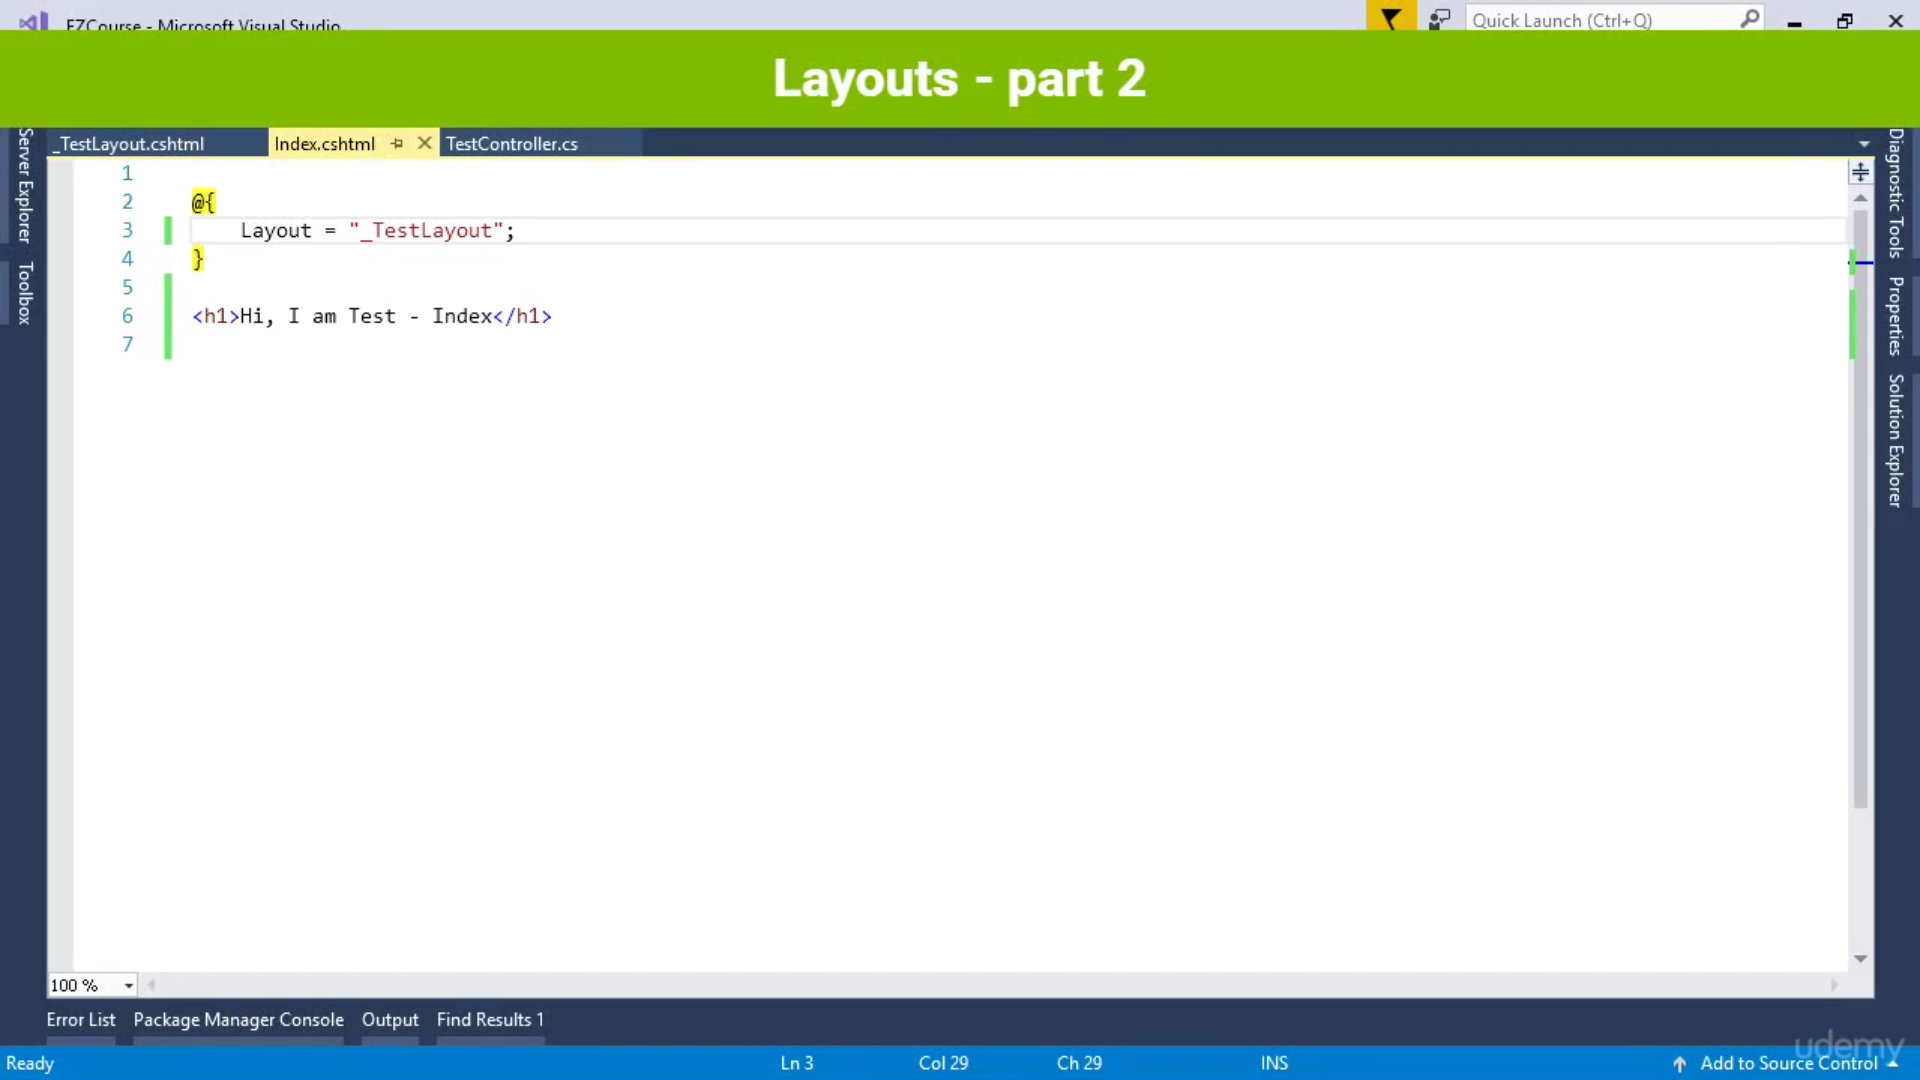 EZCourse - Microsoft Visual Studio
Quick Launch (Ctrl+Q)
Layouts - part 2
_TestLayout.cshtml Index.cshtml TestController.cs
Server Explorer
Toolbox
1
2 @{
3 Layout = "_TestLayout";
4 }
5
6 <h1>Hi, I am Test - Index</h1>
7
Diagnostic Tools
Properties
Solution Explorer
100 %
Error List Package Manager Console Output Find Results 1
Ready Ln 3 Col 29 Ch 29 INS Add to Source Control
udemy